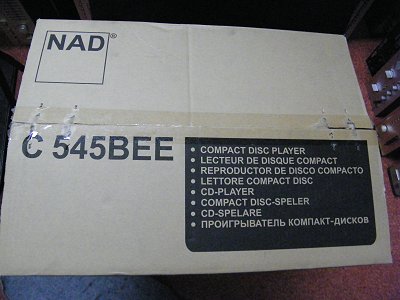 NAD®
C 545BEE
• COMPACT DISC PLAYER
• LECTEUR DE DISQUE COMPACT
• REPRODUCTOR DE DISCO COMPACTO
• LETTORE COMPACT DISC
• CD-PLAYER
• COMPACT DISC-SPELER
• CD-SPELARE
• ПРОИГРЫВАТЕЛЬ КОМПАКТ-ДИСКОВ